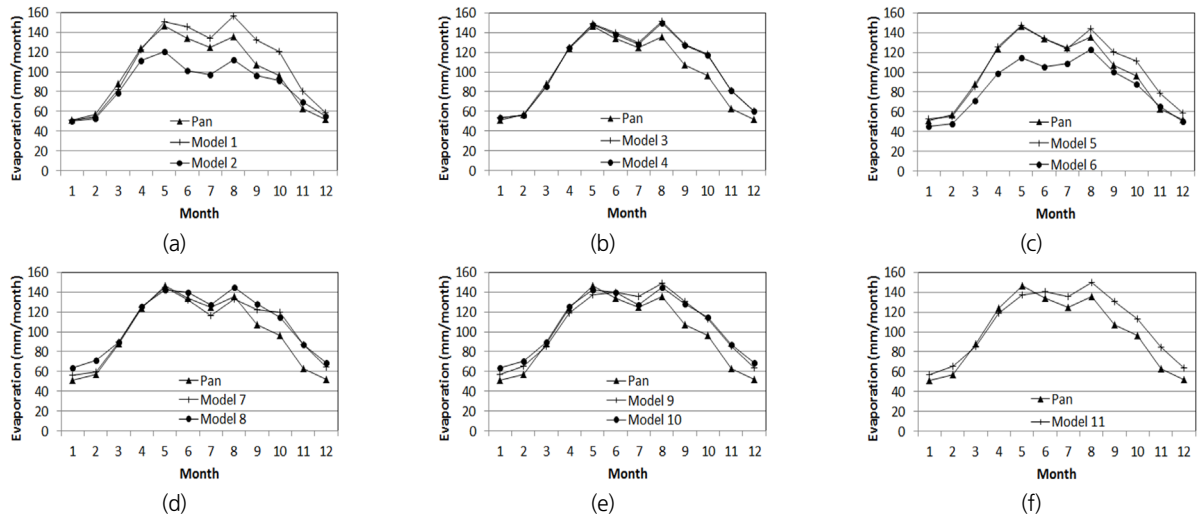 Evaporation (mm/month)
160
140
120
100
80
60
40
20
0
Pan
Model 1
Model 2
1 2 3 4 5 6 7 8 9 10 11 12
Month
(a)
Evaporation (mm/month)
160
140
120
100
80
60
40
20
0
Pan
Model 3
Model 4
1 2 3 4 5 6 7 8 9 10 11 12
Month
(b)
Evaporation (mm/month)
160
140
120
100
80
60
40
20
0
Pan
Model 5
Model 6
1 2 3 4 5 6 7 8 9 10 11 12
Month
(c)
Evaporation (mm/month)
160
140
120
100
80
60
40
20
0
Pan
Model 7
Model 8
1 2 3 4 5 6 7 8 9 10 11 12
Month
(d)
Evaporation (mm/month)
160
140
120
100
80
60
40
20
0
Pan
Model 9
Model 10
1 2 3 4 5 6 7 8 9 10 11 12
Month
(e)
Evaporation (mm/month)
160
140
120
100
80
60
40
20
0
Pan
Model 11
1 2 3 4 5 6 7 8 9 10 11 12
Month
(f)